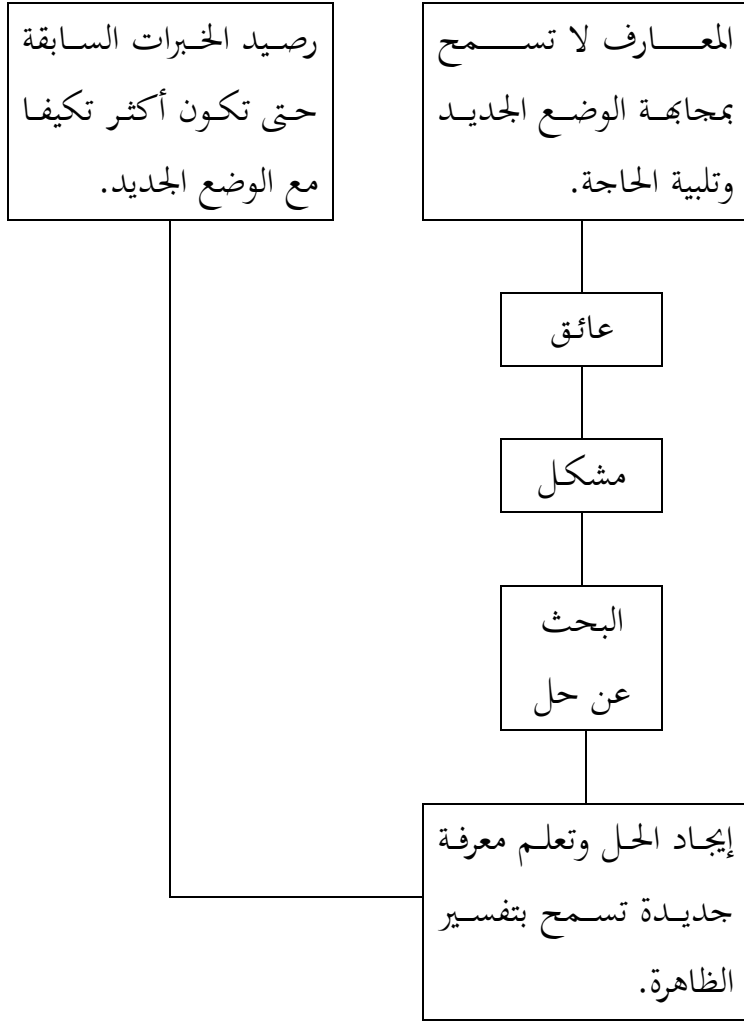 المعارف لا تسمح
بمجابهة الوضع الجديد
وتلبية الحاجة.
رصيد الخبرات السابقة
حتى تكون أكثر تكيفا
مع الوضع الجديد.
عائق
مشكل
البحث
عن حل
إيجاد الحل وتعلم معرفة
جديدة تسمح بتفسير
الظاهرة.